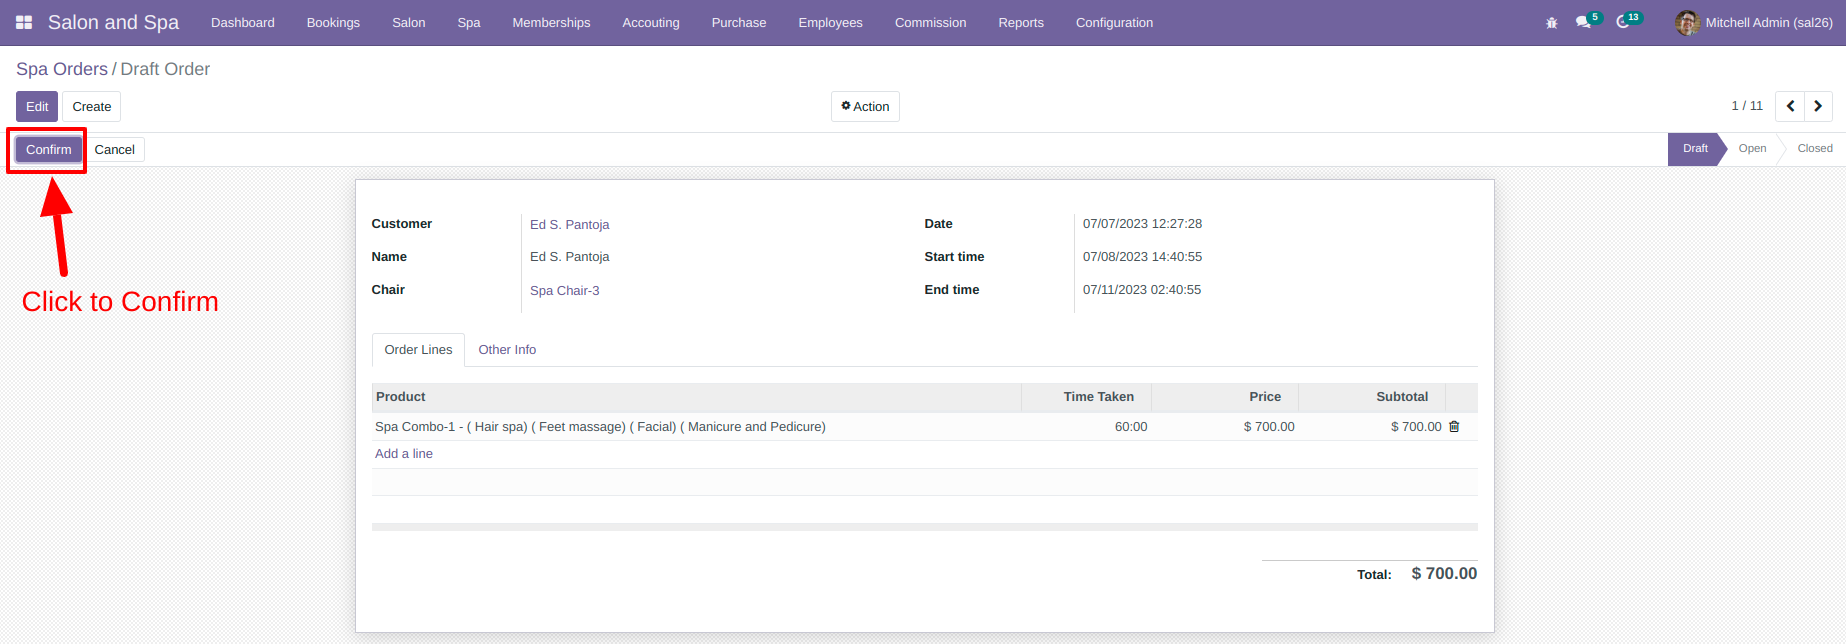 Salon and Spa Dashboard Bookings Salon Spa Memberships Accouting Purchase Employees Commission Reports Configuration 5 13 Mitchell Admin (sal26)
Spa Orders / Draft Order
Edit Create Action 1 / 11
Confirm Cancel Draft Open Closed
Click to Confirm
Customer Ed S. Pantoja Date 07/07/2023 12:27:28
Name Ed S. Pantoja Start time 07/08/2023 14:40:55
Chair Spa Chair-3 End time 07/11/2023 02:40:55
Order Lines Other Info
Product Time Taken Price Subtotal
Spa Combo-1 - ( Hair spa) ( Feet massage) ( Facial) ( Manicure and Pedicure) 60:00 $ 700.00 $ 700.00
Add a line
Total: $ 700.00